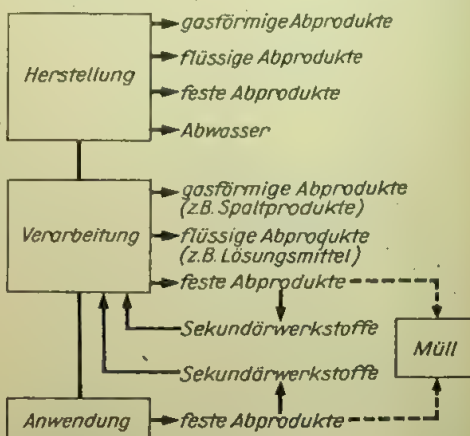 Herstellung
gasförmige Abprodukte
flüssige Abprodukte
feste Abprodukte
Abwasser
Verarbeitung
gasförmige Abprodukte
(z.B. Spaltprodukte)
flüssige Abprodukte
(z.B. Lösungsmittel)
feste Abprodukte
Sekundärwerkstoffe
Sekundärwerkstoffe
Müll
Anwendung
feste Abprodukte